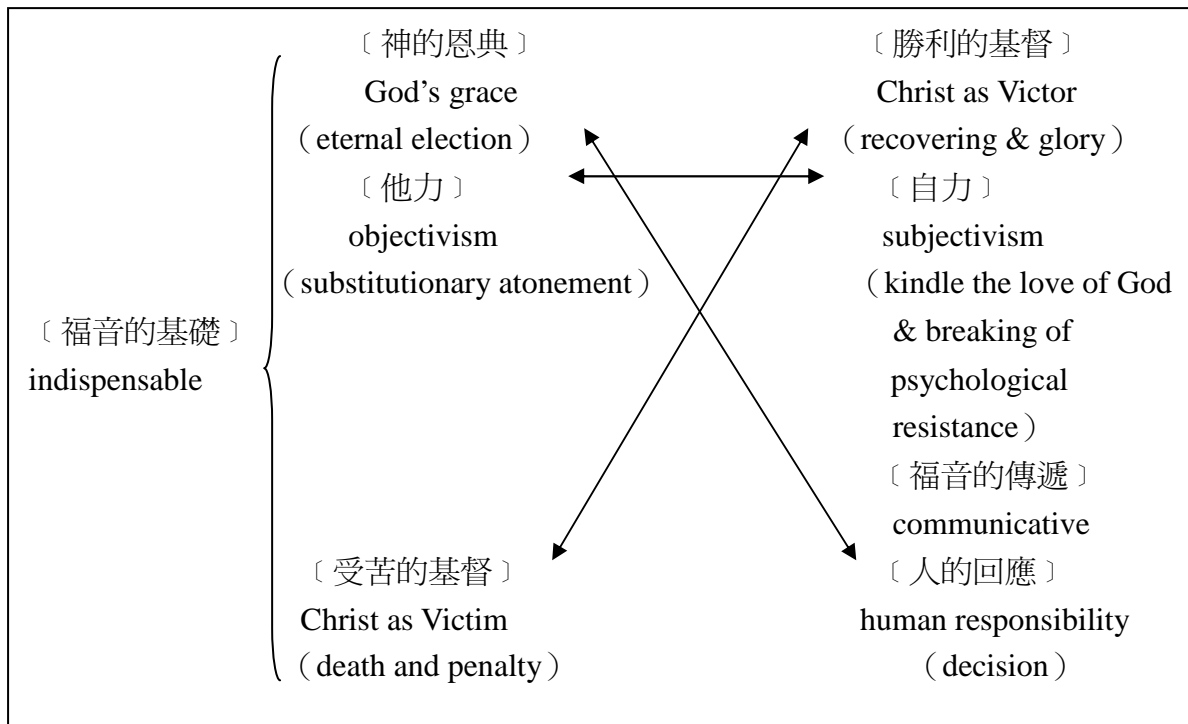 ﹝神的恩典﹞
God’s grace
（eternal election）
﹝他力﹞
objectivism
（substitutionary atonement）
﹝福音的基礎﹞
indispensable
﹝受苦的基督﹞
Christ as Victim
（death and penalty）
﹝勝利的基督﹞
Christ as Victor
（recovering & glory）
﹝自力﹞
subjectivism
（kindle the love of God
& breaking of
psychological
resistance）
﹝福音的傳遞﹞
communicative
﹝人的回應﹞
human responsibility
（decision）